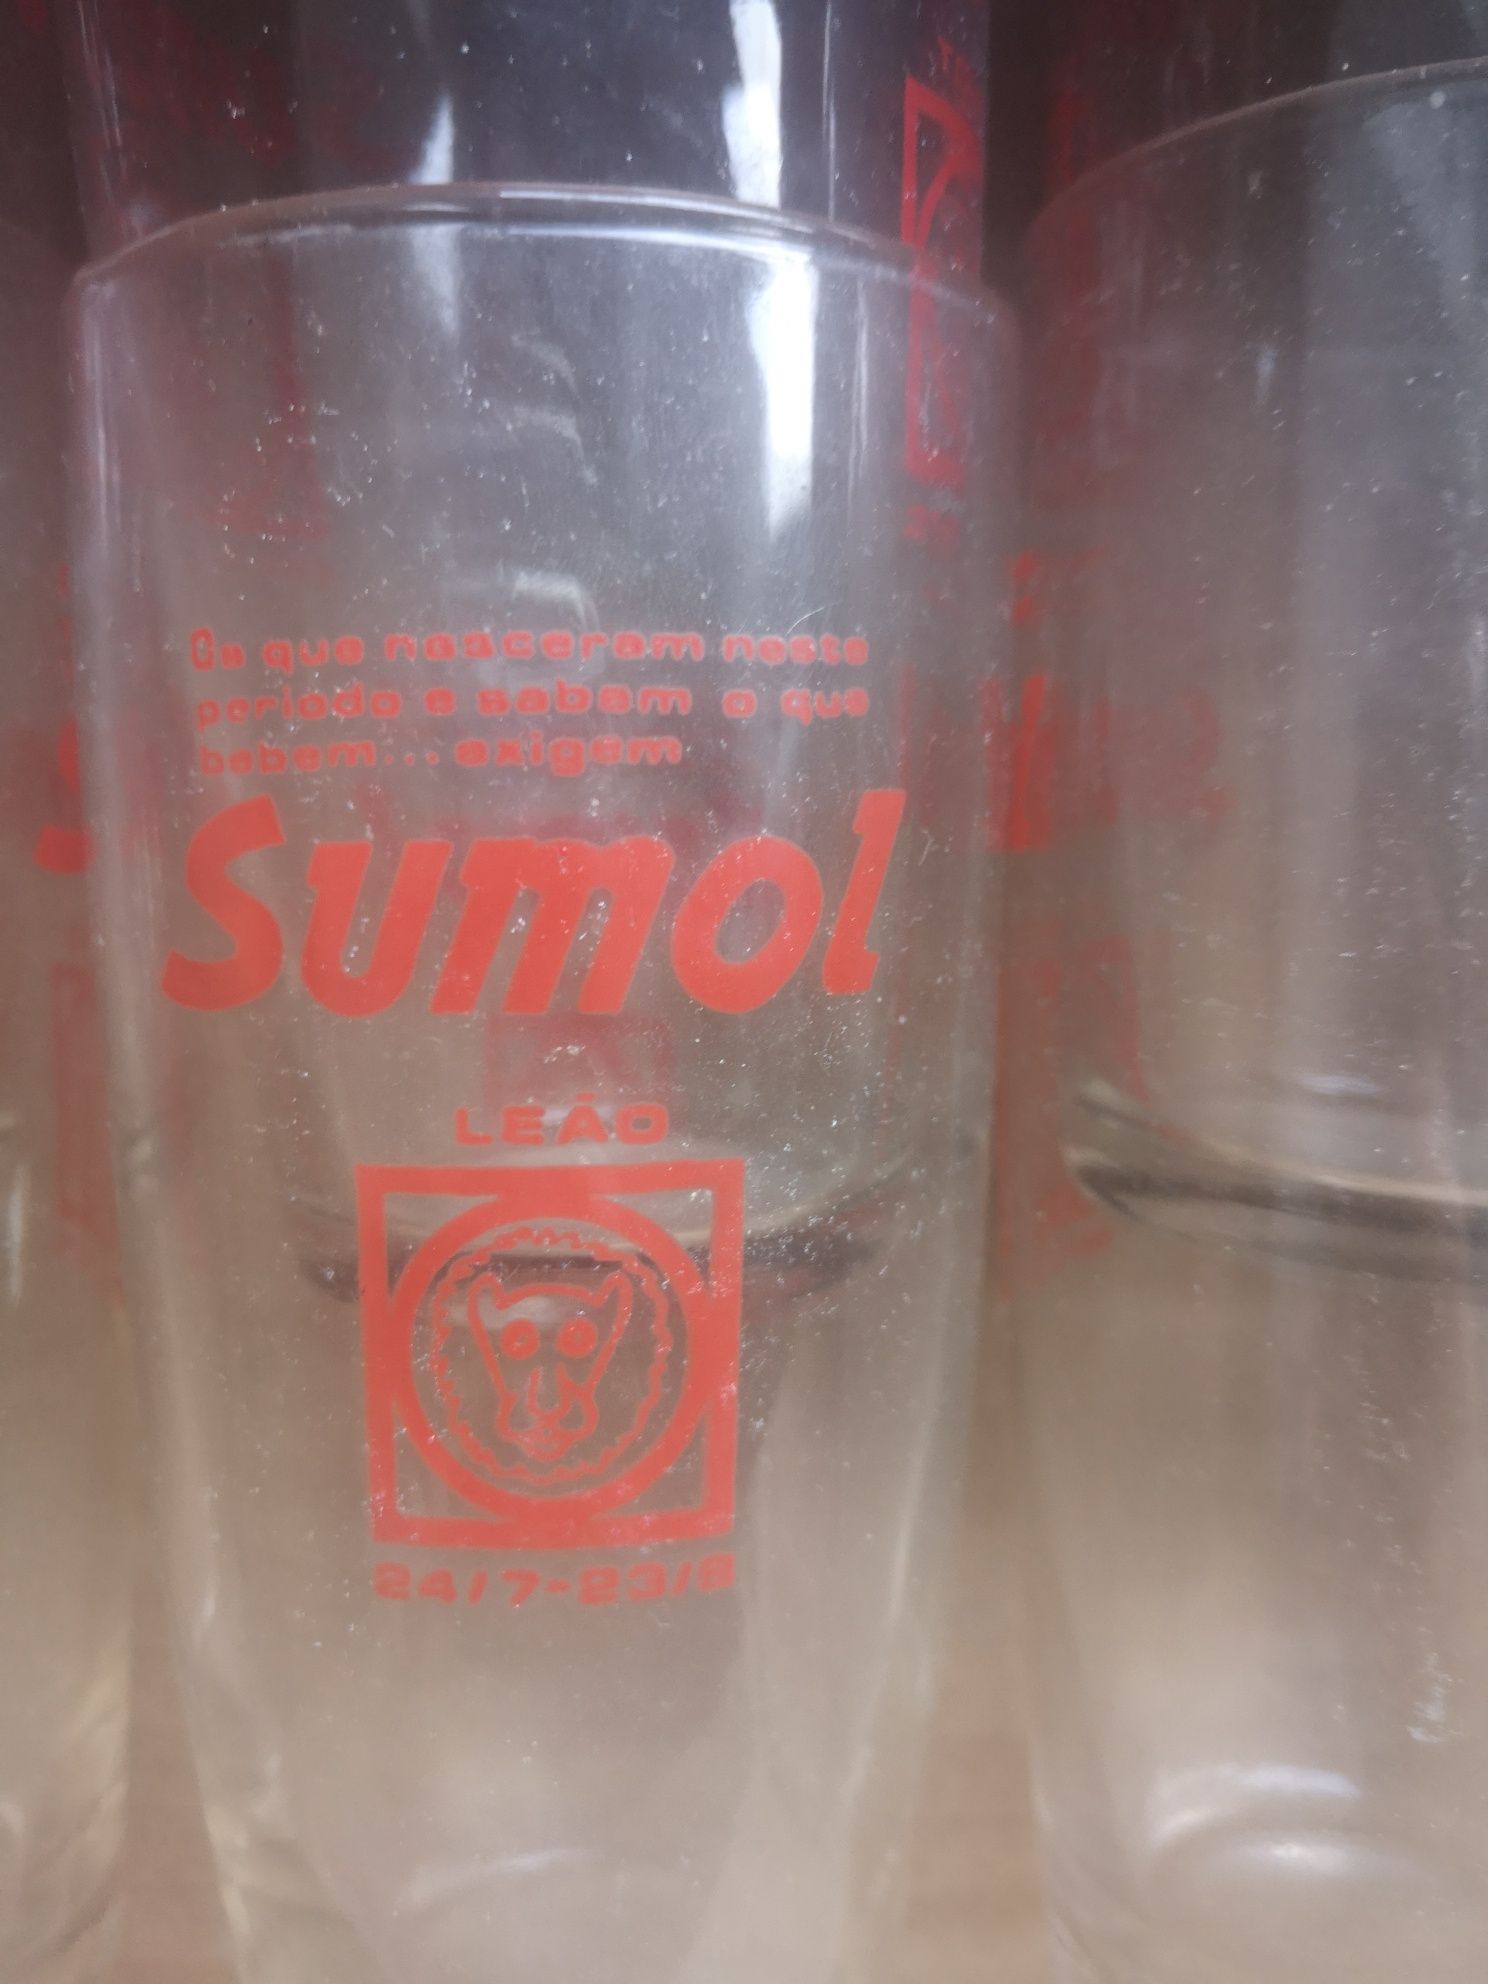 Os que nasceram neste
periodo e sabem o que
bebem... exigem
Sumol
LEÃO
24/7-23/8